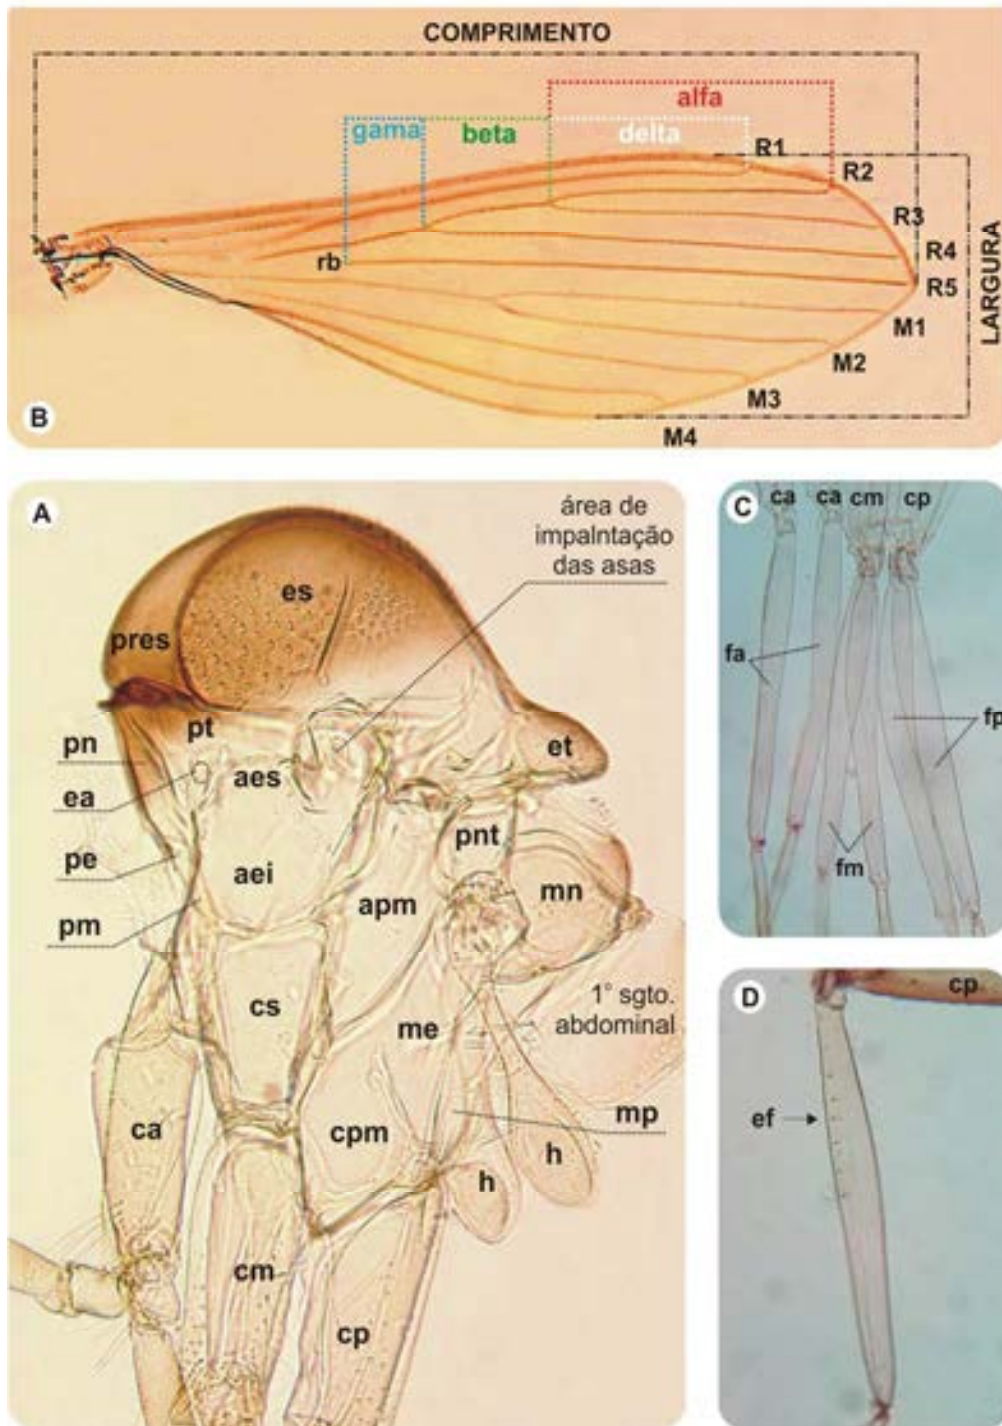 COMPRIMENTO
alfa
gama beta delta
R1
R2
R3
R4
rb
R5
LARGURA
M1
M2
M3
M4
B
A
área de
impalntação
das asas
es
pres
pt
pn
et
aes
ea
pnt
pe
aei
mn
apm
pm
cs
1° sgto.
abdominal
me
ca
cpm
mp
h
h
cm
cp
C
ca ca cm cp
fa
fp
fm
D
cp
ef